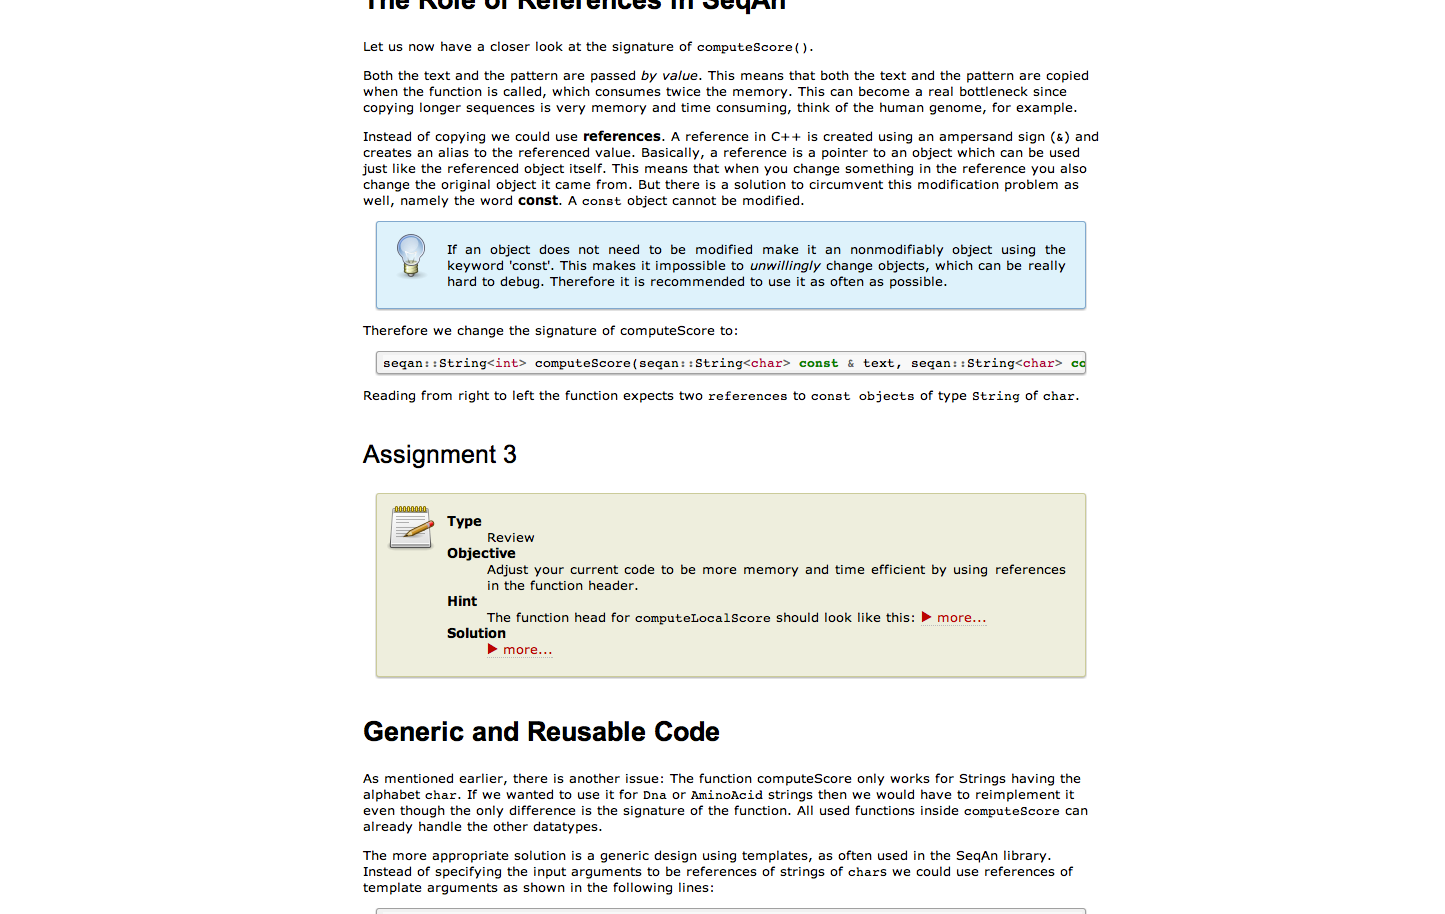 The Role of References in SeqAn
Let us now have a closer look at the signature of computeScore().
Both the text and the pattern are passed by value. This means that both the text and the pattern are copied
when the function is called, which consumes twice the memory. This can become a real bottleneck since
copying longer sequences is very memory and time consuming, think of the human genome, for example.
Instead of copying we could use references. A reference in C++ is created using an ampersand sign (&) and
creates an alias to the referenced value. Basically, a reference is a pointer to an object which can be used
just like the referenced object itself. This means that when you change something in the reference you also
change the original object it came from. But there is a solution to circumvent this modification problem as
well, namely the word const. A const object cannot be modified.
If an object does not need to be modified make it an nonmodifiably object using the
keyword 'const'. This makes it impossible to unwillingly change objects, which can be really
hard to debug. Therefore it is recommended to use it as often as possible.
Therefore we change the signature of computeScore to:
seqan::String<int> computeScore(seqan::String<char> const & text, seqan::String<char> co
Reading from right to left the function expects two references to const objects of type String of char.
Assignment 3
Type
Review
Objective
Adjust your current code to be more memory and time efficient by using references
in the function header.
Hint
The function head for computeLocalScore should look like this: ▶ more...
Solution
▶ more...
Generic and Reusable Code
As mentioned earlier, there is another issue: The function computeScore only works for Strings having the
alphabet char. If we wanted to use it for Dna or AminoAcid strings then we would have to reimplement it
even though the only difference is the signature of the function. All used functions inside computeScore can
already handle the other datatypes.
The more appropriate solution is a generic design using templates, as often used in the SeqAn library.
Instead of specifying the input arguments to be references of strings of chars we could use references of
template arguments as shown in the following lines: